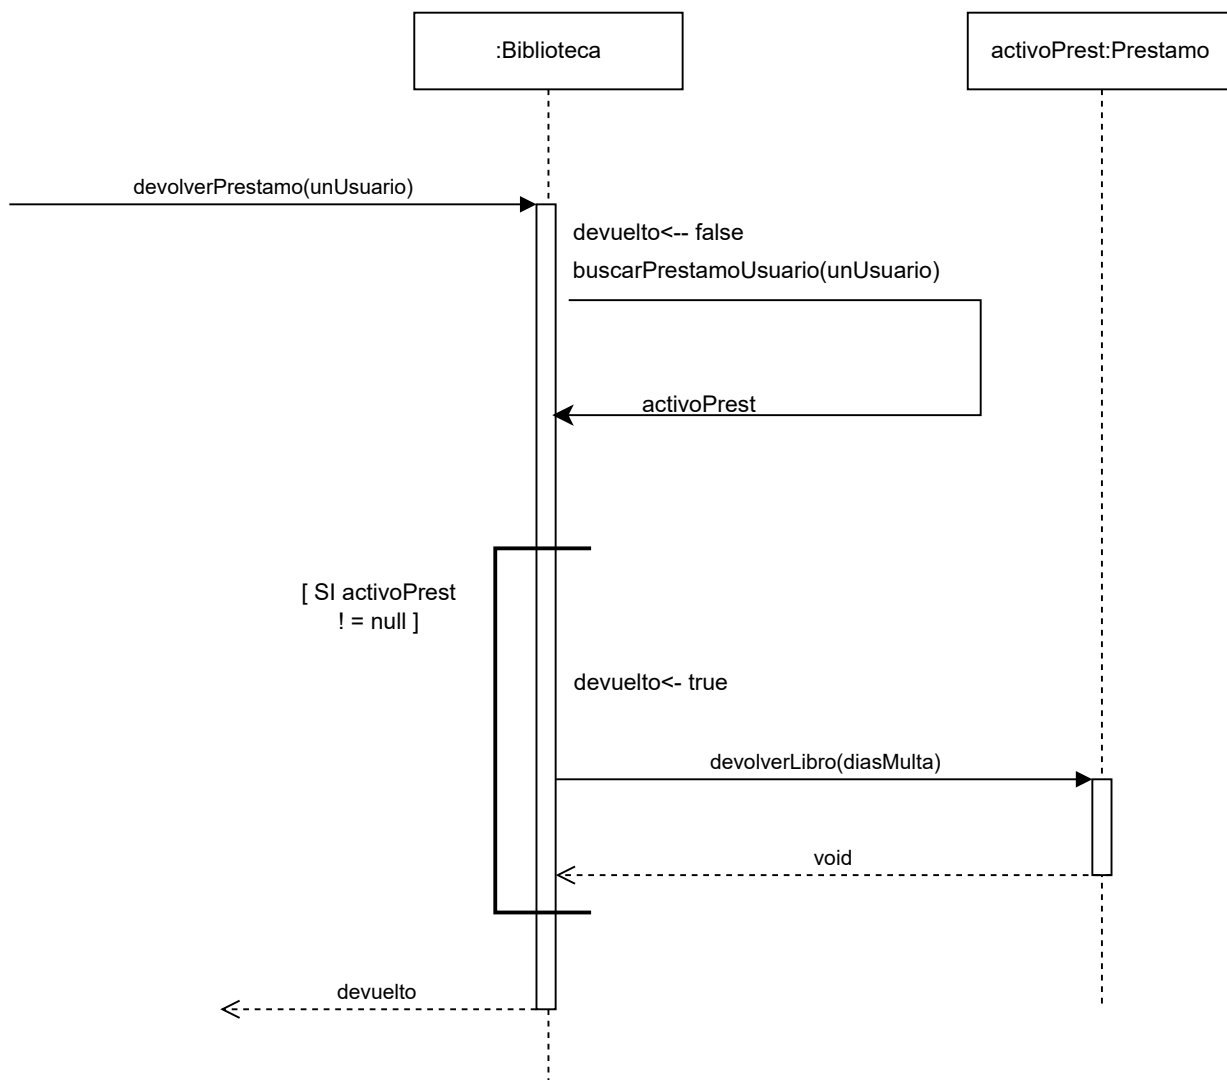 :Biblioteca
activoPrest:Prestamo
devolverPrestamo(unUsuario)
devuelto<-- false
buscarPrestamoUsuario(unUsuario)
activoPrest
[ SI activoPrest
! = null ]
devuelto<- true
devolverLibro(diasMulta)
void
devuelto